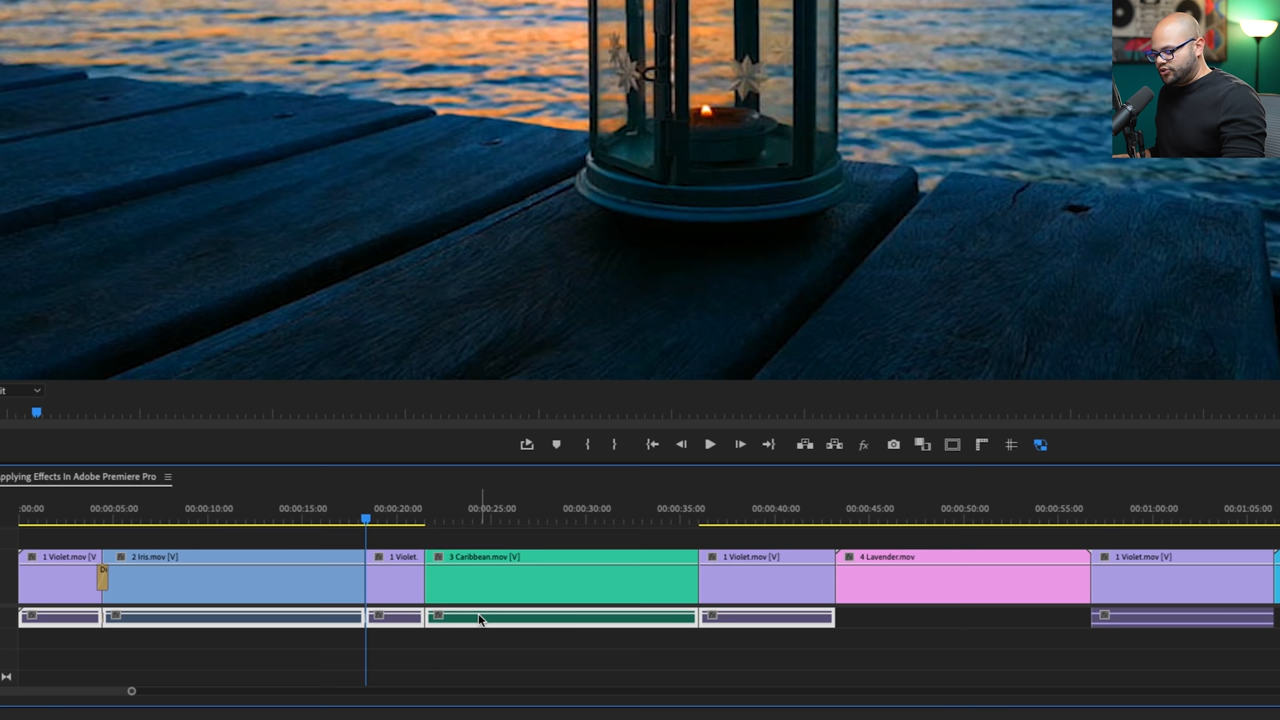 it
applying Effects In Adobe Premiere Pro
:00:00 00:00:05:00 00:00:10:00 00:00:15:00 00:00:20:00 00:00:25:00 00:00:30:00 00:00:35:00 00:00:40:00 00:00:45:00 00:00:50:00 00:00:55:00 00:01:00:00 00:01:05:00
1 Violet.mov [V 2 Iris.mov [V] 1 Violet. 3 Caribbean.mov [V] 1 Violet.mov [V] 4 Lavender.mov 1 Violet.mov [V]
Di